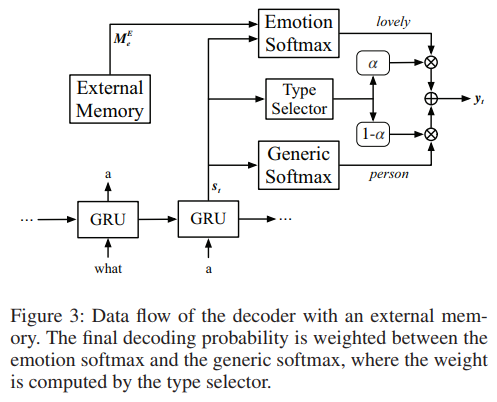 Emotion
Softmax
lovely
M_e^E
External
Memory
Type
Selector
α
1-α
y_t
Generic
Softmax
person
a
s_t
...
GRU
GRU
...
what
a
Figure 3: Data flow of the decoder with an external mem-
ory. The final decoding probability is weighted between the
emotion softmax and the generic softmax, where the weight
is computed by the type selector.